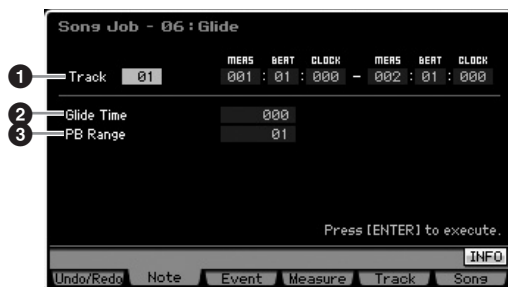 Song Job - 06 : Glide
MEAS BEAT CLOCK MEAS BEAT CLOCK
1 Track 01 001 : 01 : 000 – 002 : 01 : 000
2 Glide Time 000
3 PB Range 01
Press [ENTER] to execute.
INFO
Undo/Redo Note Event Measure Track Song